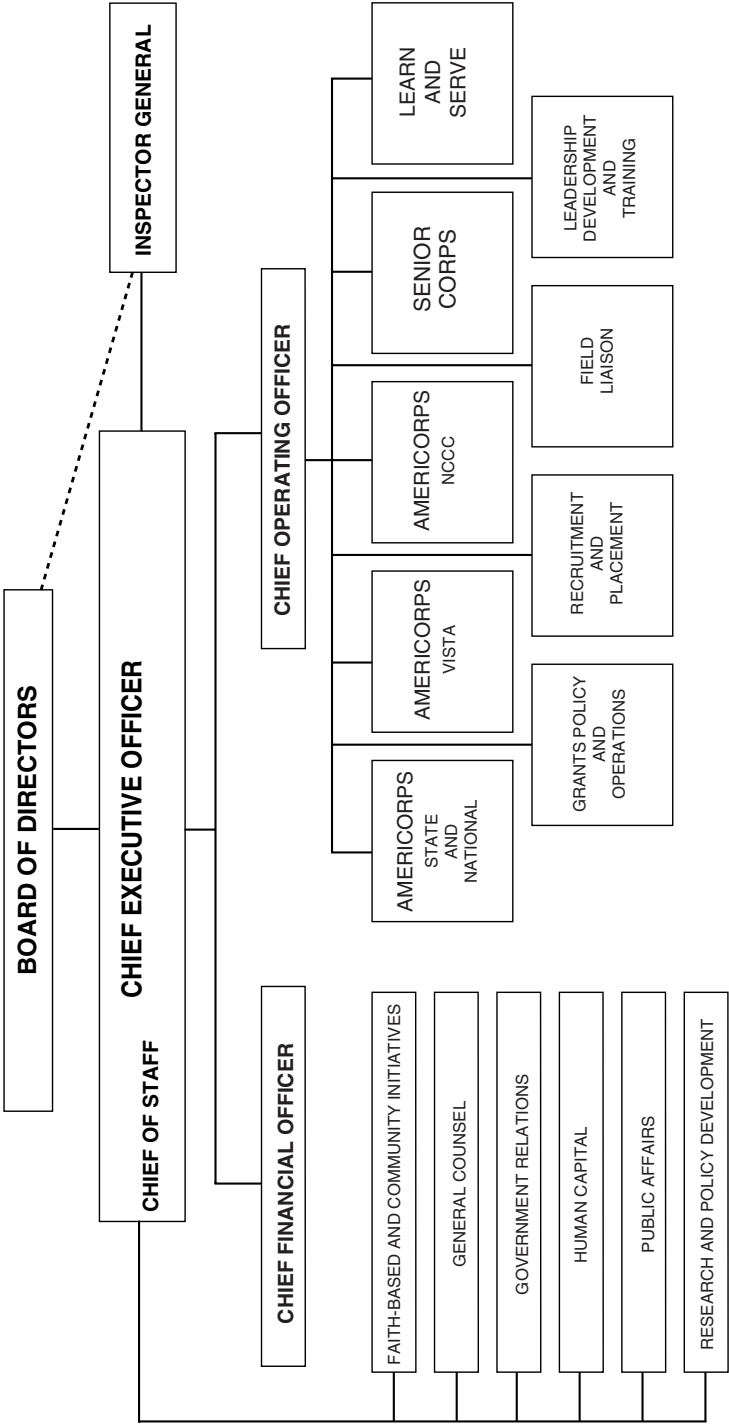 BOARD OF DIRECTORS
INSPECTOR GENERAL
CHIEF EXECUTIVE OFFICER
CHIEF OF STAFF
CHIEF FINANCIAL OFFICER
CHIEF OPERATING OFFICER
FAITH-BASED AND COMMUNITY INITIATIVES
GENERAL COUNSEL
GOVERNMENT RELATIONS
HUMAN CAPITAL
PUBLIC AFFAIRS
RESEARCH AND POLICY DEVELOPMENT
AMERICORPS
STATE
AND
NATIONAL
AMERICORPS
VISTA
AMERICORPS
NCCC
SENIOR
CORPS
LEARN
AND
SERVE
GRANTS POLICY
AND
OPERATIONS
RECRUITMENT
AND
PLACEMENT
FIELD
LIAISON
LEADERSHIP
DEVELOPMENT
AND
TRAINING